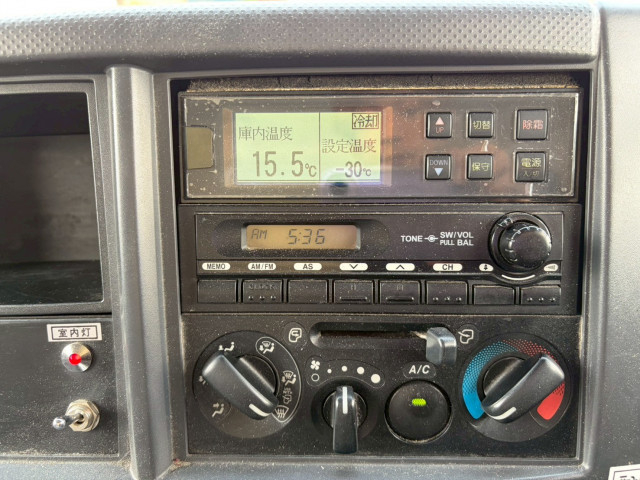 冷却
庫内温度
設定温度
15.5℃
-30℃
UP
切替
除霜
DOWN
保守
電源
入/切
AM 5:36
TONE SW/VOL
PULL BAL
MEMO AM/FM AS CH
室内灯
A/C